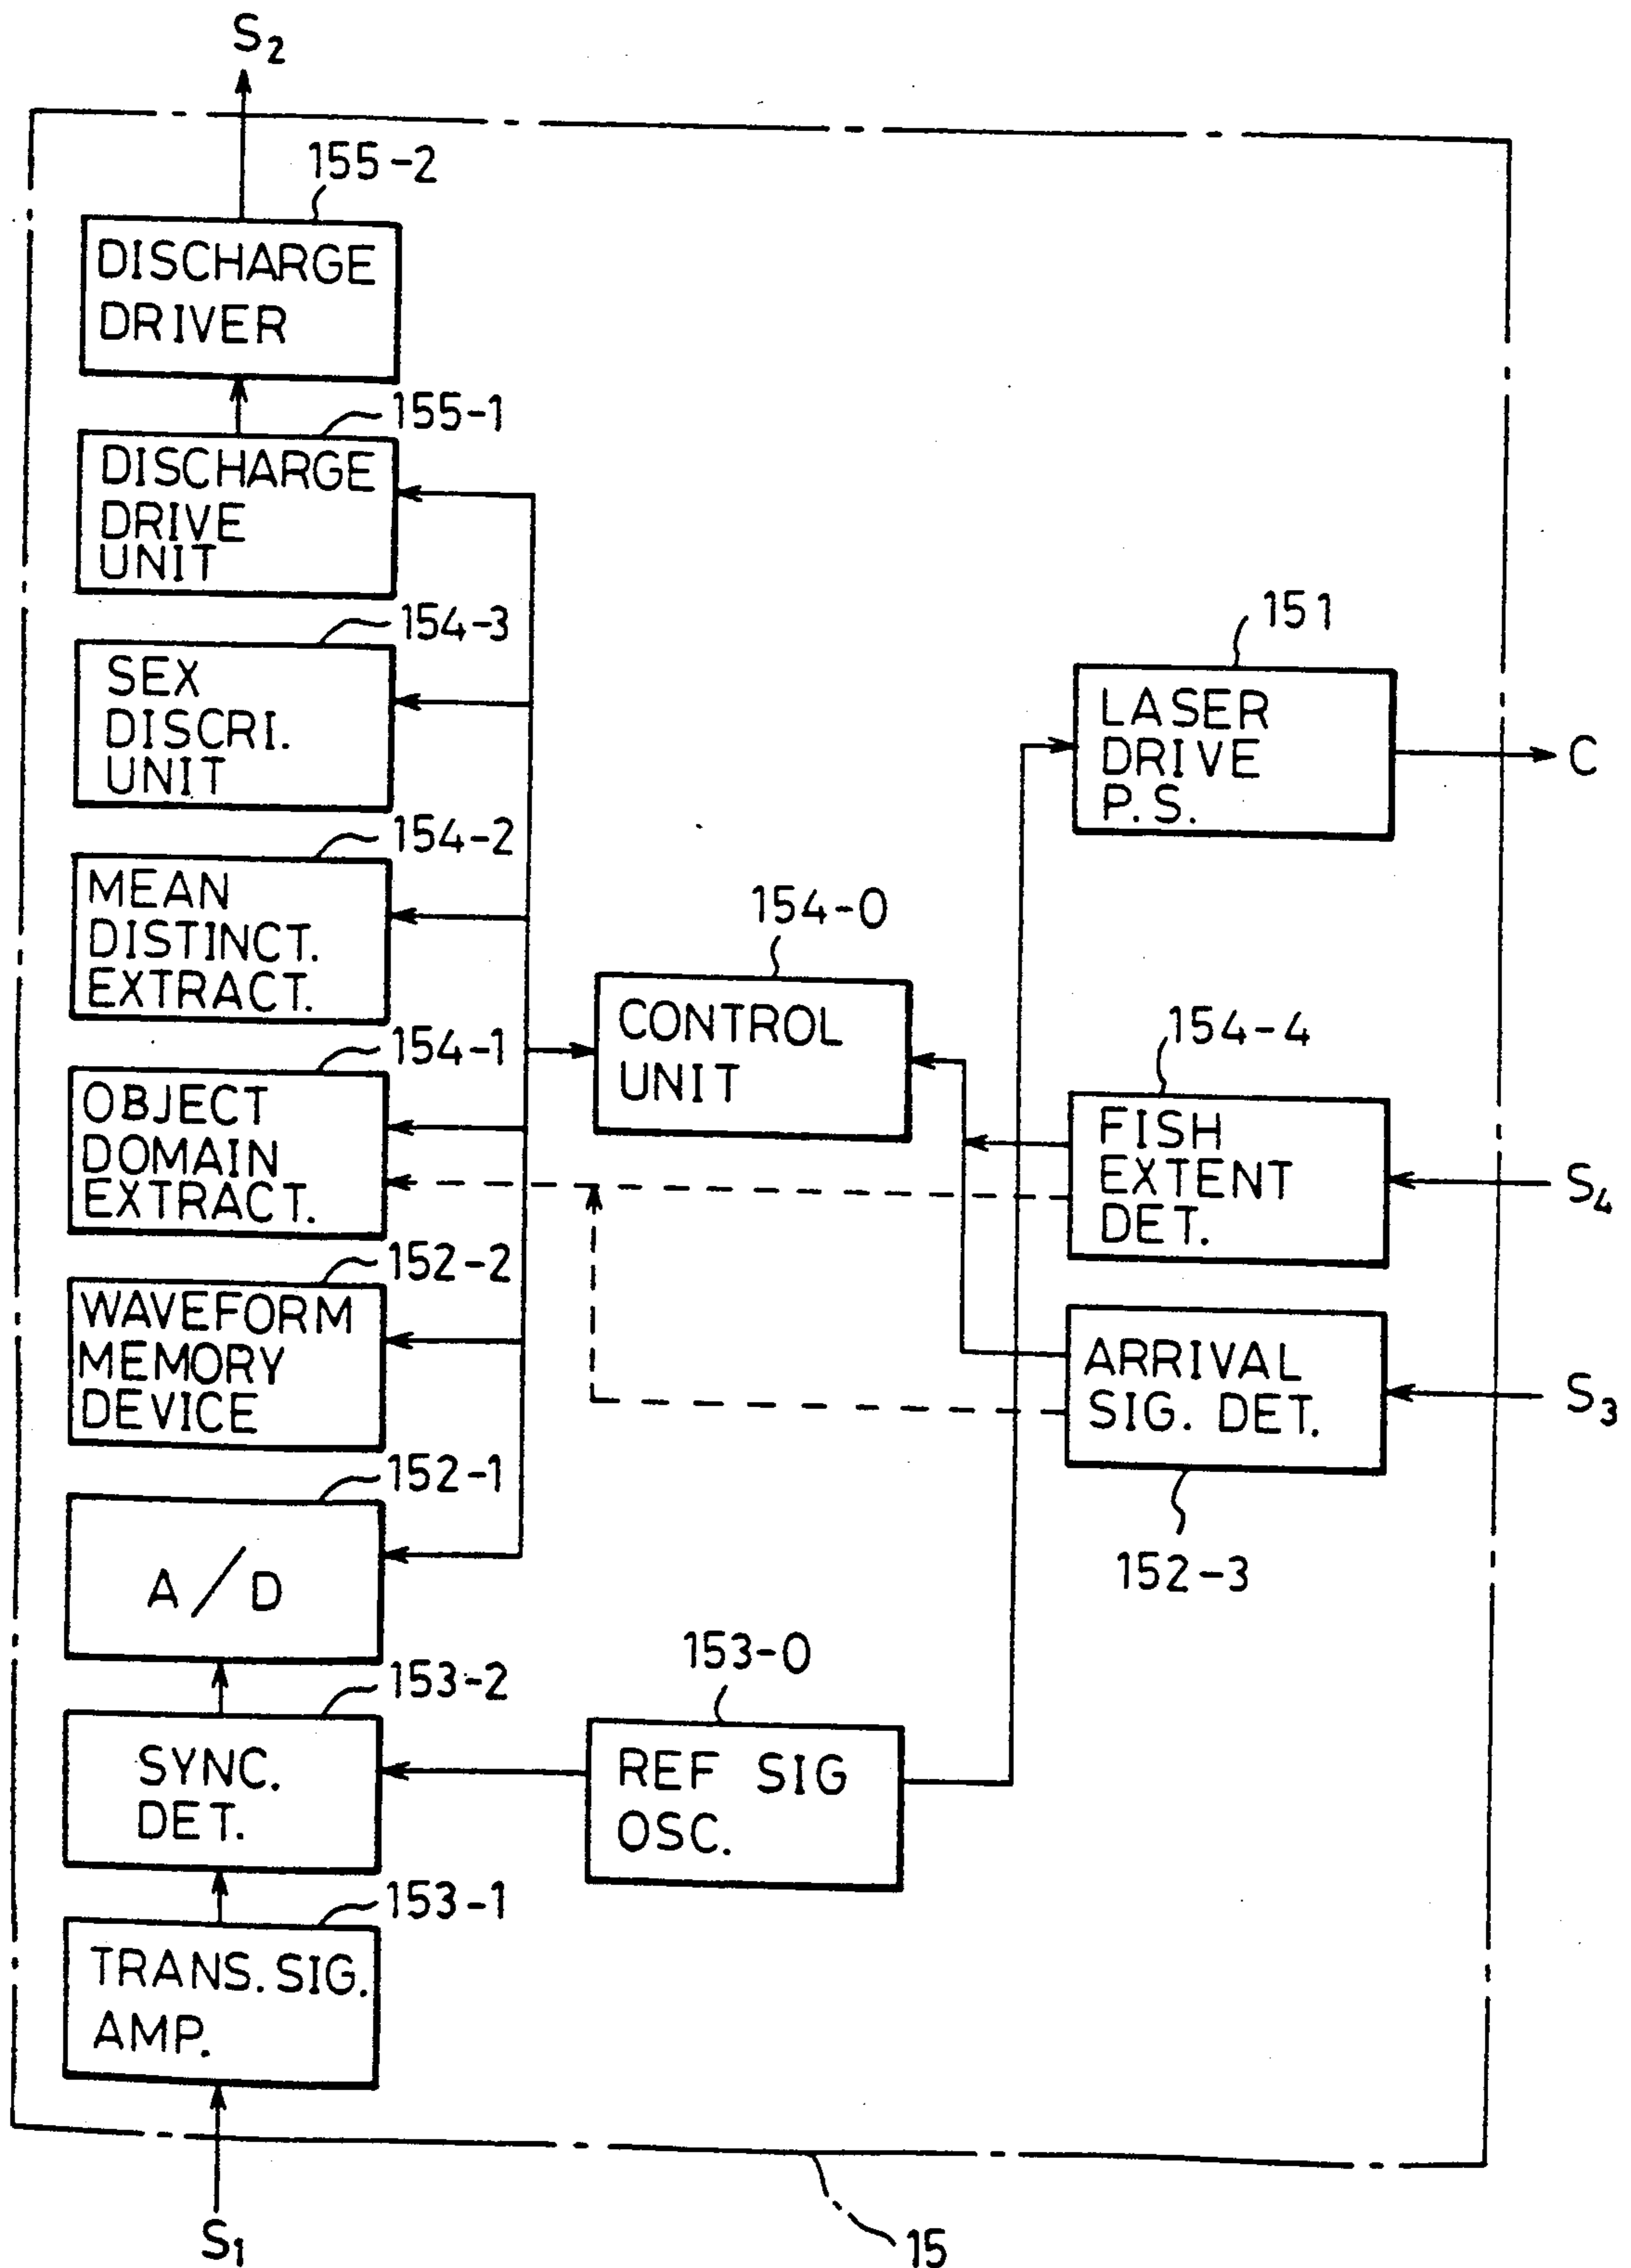 S2
155-2
DISCHARGE
DRIVER
155-1
DISCHARGE
DRIVE
UNIT
154-3
SEX
DISCRI.
UNIT
154-2
MEAN
DISTINCT.
EXTRACT.
154-1
OBJECT
DOMAIN
EXTRACT.
152-2
WAVEFORM
MEMORY
DEVICE
152-1
A/D
153-2
SYNC.
DET.
153-1
TRANS. SIG.
AMP.
S1
154-0
CONTROL
UNIT
153-0
REF SIG
OSC.
151
LASER
DRIVE
P.S.
C
154-4
FISH
EXTENT
DET.
S4
ARRIVAL
SIG. DET.
S3
152-3
15